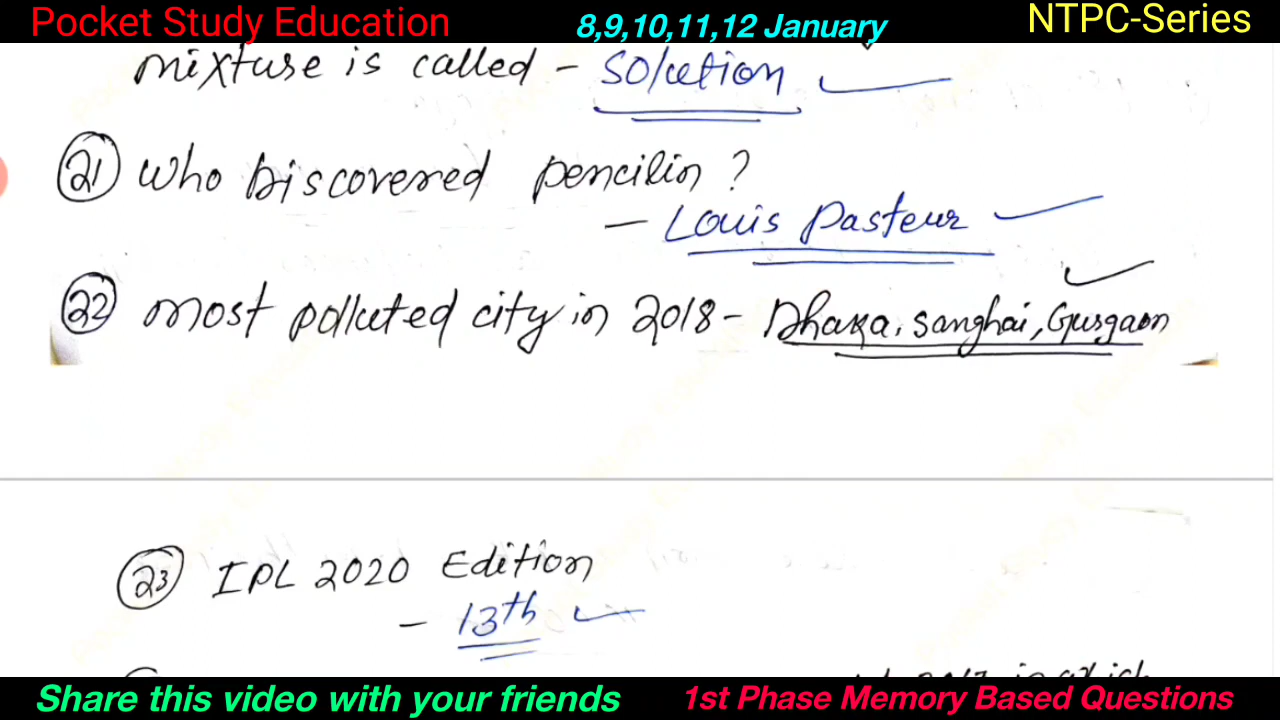 Pocket Study Education
8,9,10,11,12 January
NTPC-Series
mixture is called - solution
21 Who Discovered pencilin ?
- Louis Pasteur
22 most polluted city in 2018 - Dhaka, Sanghai, Gurgaon
23 IPL 2020 Edition
- 13th
in which
Share this video with your friends
1st Phase Memory Based Questions